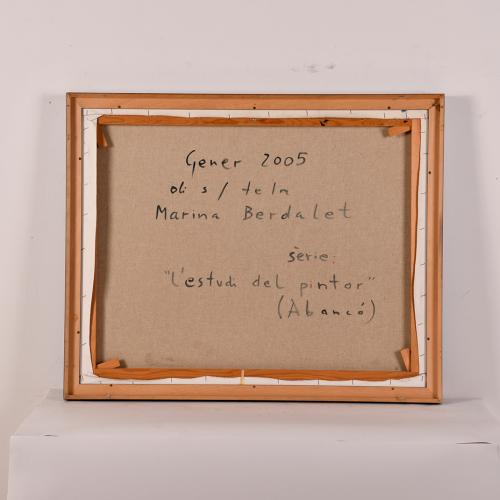 Gener 2005
oli s/ tela
Marina Berdalet
sèrie:
"l'estudi del pintor"
(Abancó)